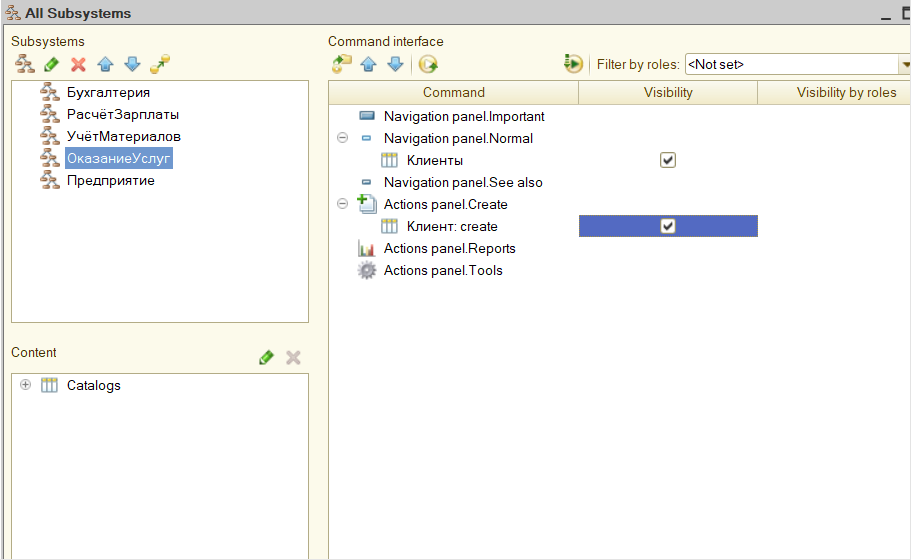 All Subsystems
Subsystems
Бухгалтерия
РасчётЗарплаты
УчётМатериалов
ОказаниеУслуг
Предприятие
Content
Catalogs
Command interface
Filter by roles: <Not set>
Command Visibility Visibility by roles
Navigation panel.Important
Navigation panel.Normal
Клиенты
Navigation panel.See also
Actions panel.Create
Клиент: create
Actions panel.Reports
Actions panel.Tools